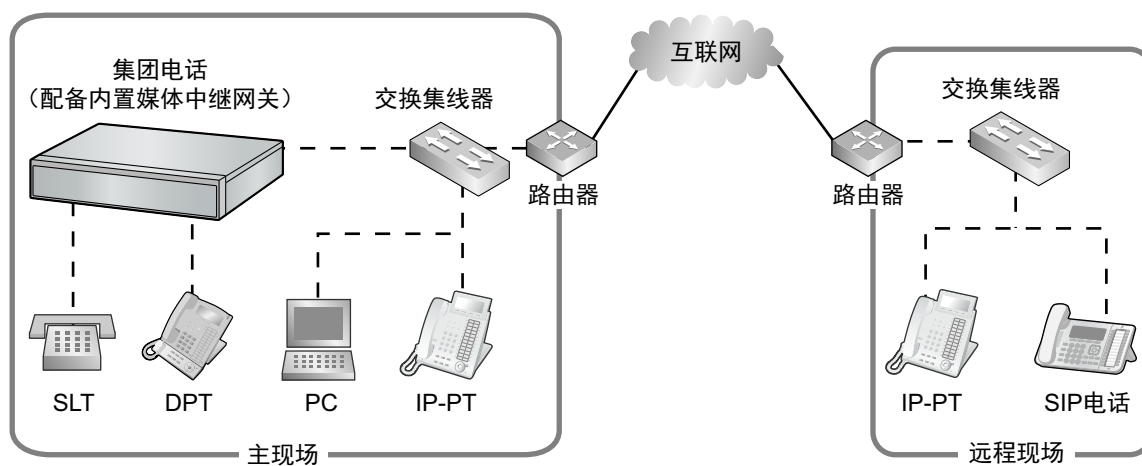 集团电话
（配备内置媒体中继网关）
交换集线器
路由器
SLT
DPT
PC
IP-PT
主现场
互联网
交换集线器
路由器
IP-PT
SIP电话
远程现场